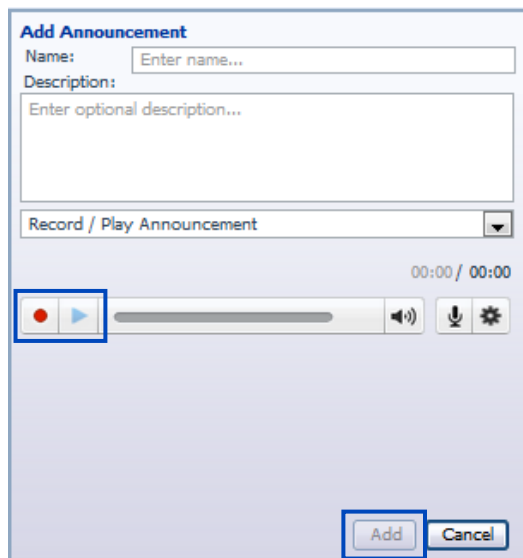 Add Announcement
Name: Enter name...
Description:
Enter optional description...
Record / Play Announcement
00:00 / 00:00
Add Cancel